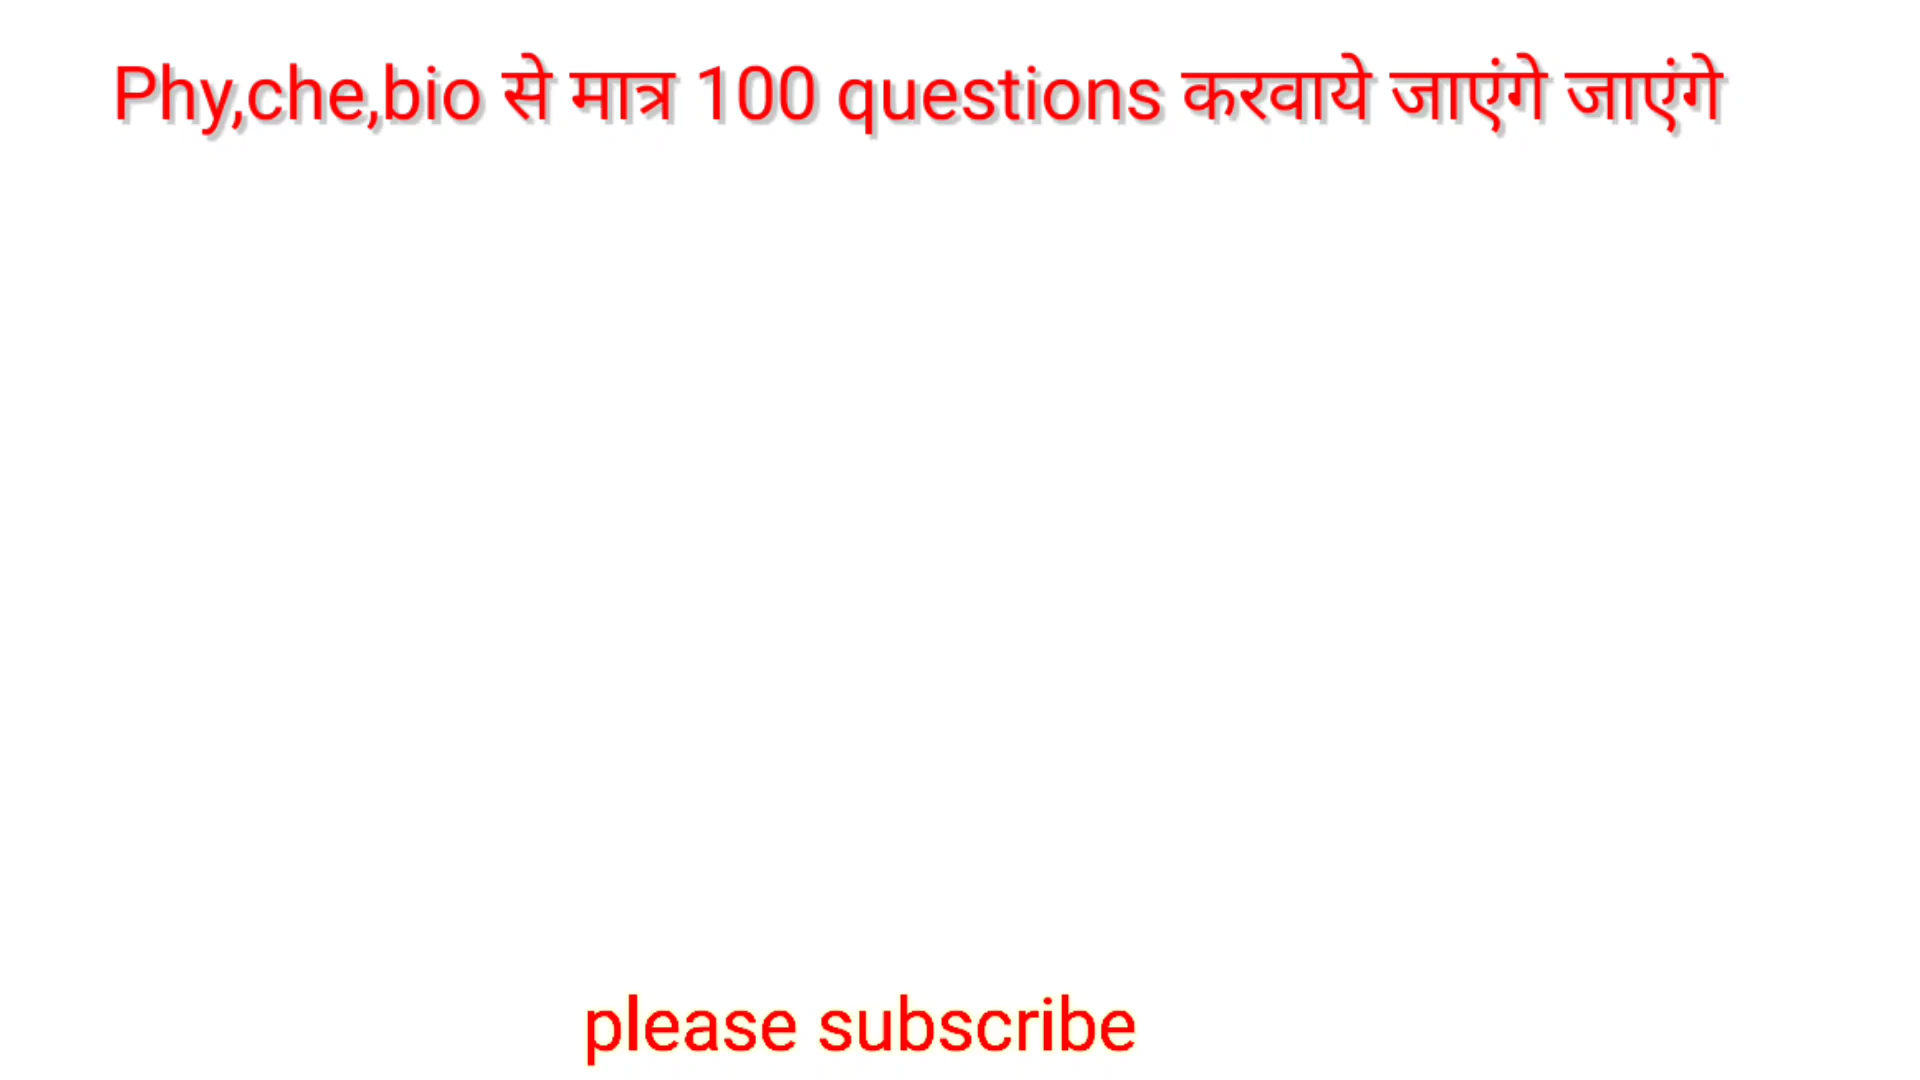 Phy,che,bio से मात्र 100 questions करवाये जाएंगे जाएंगे
please subscribe